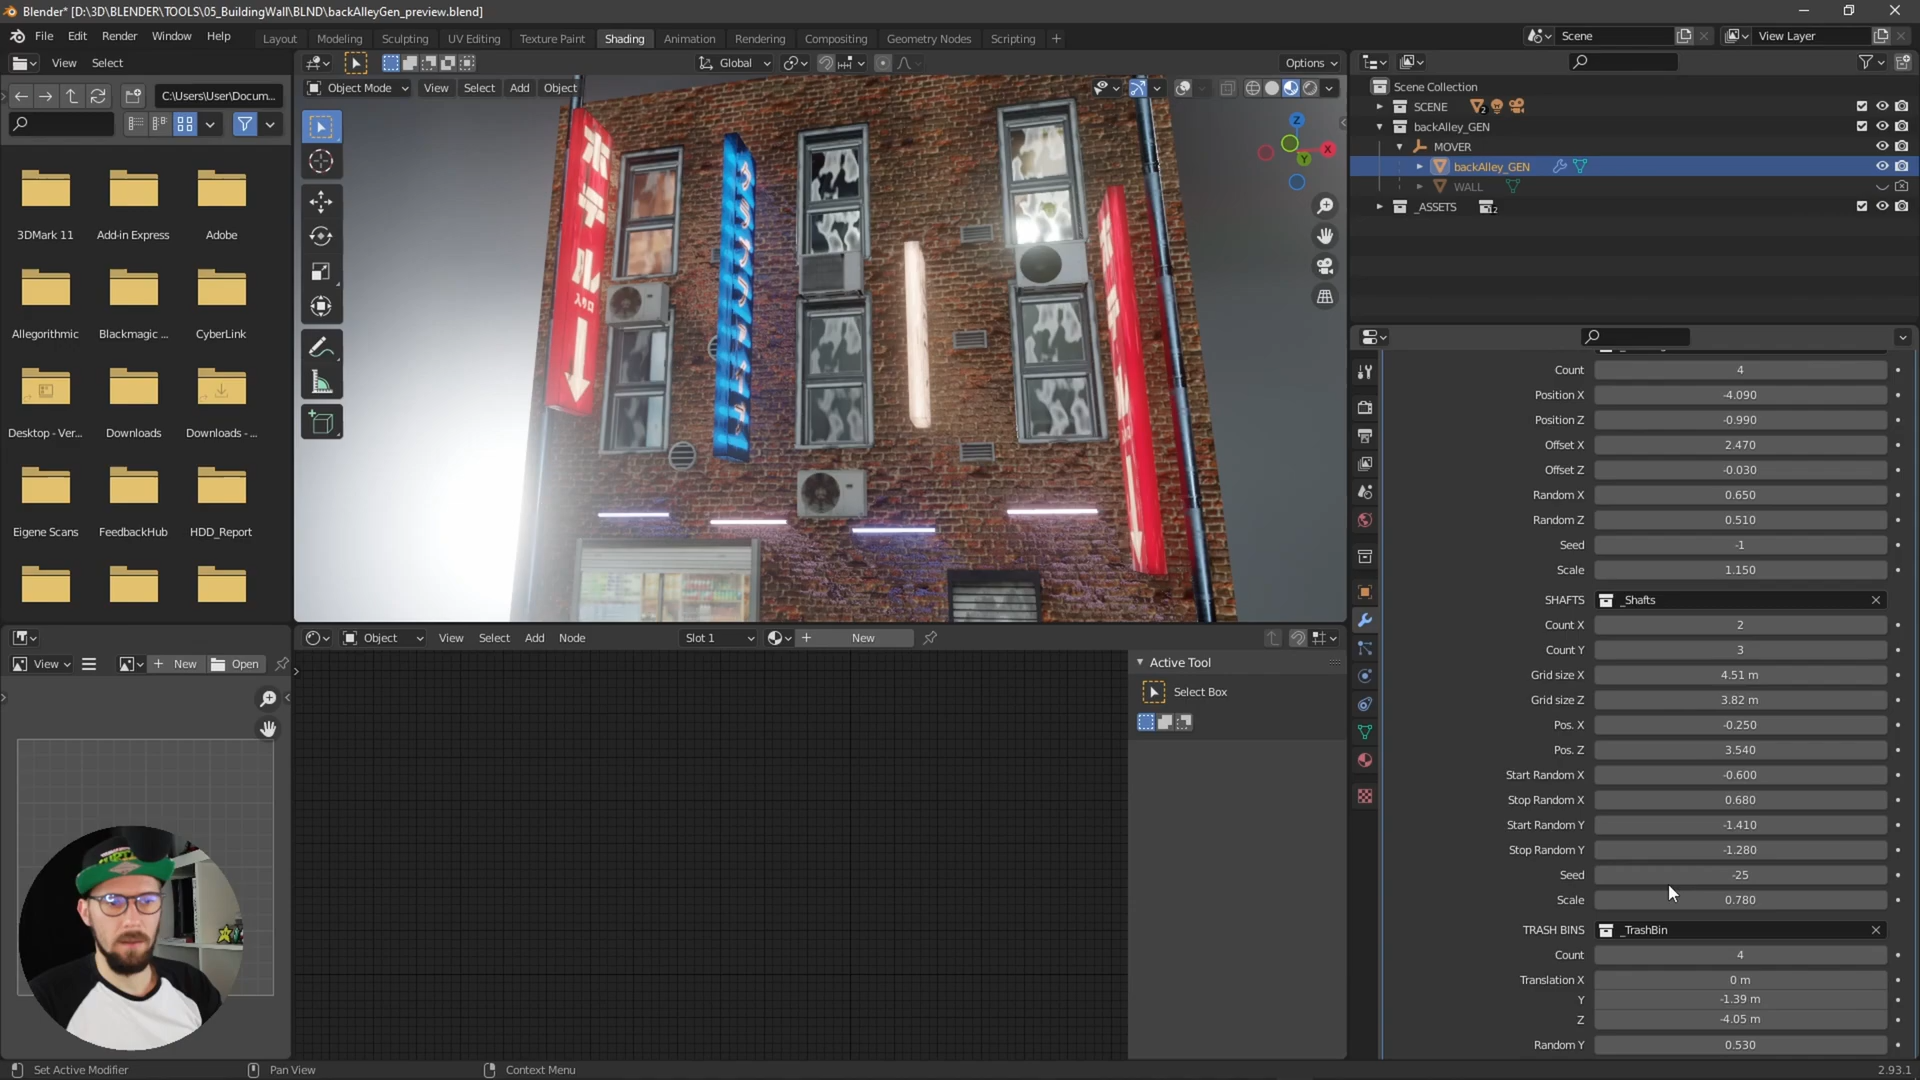 Blender* [D:\3D\BLENDER\TOOLS\05_BuildingWall\BLND\backAlleyGen_preview.blend]
File Edit Render Window Help
Layout Modeling Sculpting UV Editing Texture Paint Shading Animation Rendering Compositing Geometry Nodes Scripting
Scene
View Layer
View Select
Global
Options
C:\Users\User\Docum...
Object Mode View Select Add Object
3DMark 11
Add-in Express
Adobe
Allegorithmic
Blackmagic ...
CyberLink
Desktop - Ver...
Downloads
Downloads - ...
Eigene Scans
FeedbackHub
HDD_Report
ホテル
入り口
Z
X
Y
Scene Collection
SCENE
2
backAlley_GEN
MOVER
backAlley_GEN
WALL
_ASSETS
12
Count 4
Position X -4.090
Position Z -0.990
Offset X 2.470
Offset Z -0.030
Random X 0.650
Random Z 0.510
Seed -1
Scale 1.150
SHAFTS _Shafts
Count X 2
Count Y 3
Grid size X 4.51 m
Grid size Z 3.82 m
Pos. X -0.250
Pos. Z 3.540
Start Random X -0.600
Stop Random X 0.680
Start Random Y -1.410
Stop Random Y -1.280
Seed -25
Scale 0.780
TRASH BINS _TrashBin
Count 4
Translation X 0 m
Y -1.39 m
Z -4.05 m
Random Y 0.530
Object View Select Add Node Slot 1 New
View New Open
Active Tool
Select Box
Set Active Modifier
Pan View
Context Menu
2.93.1